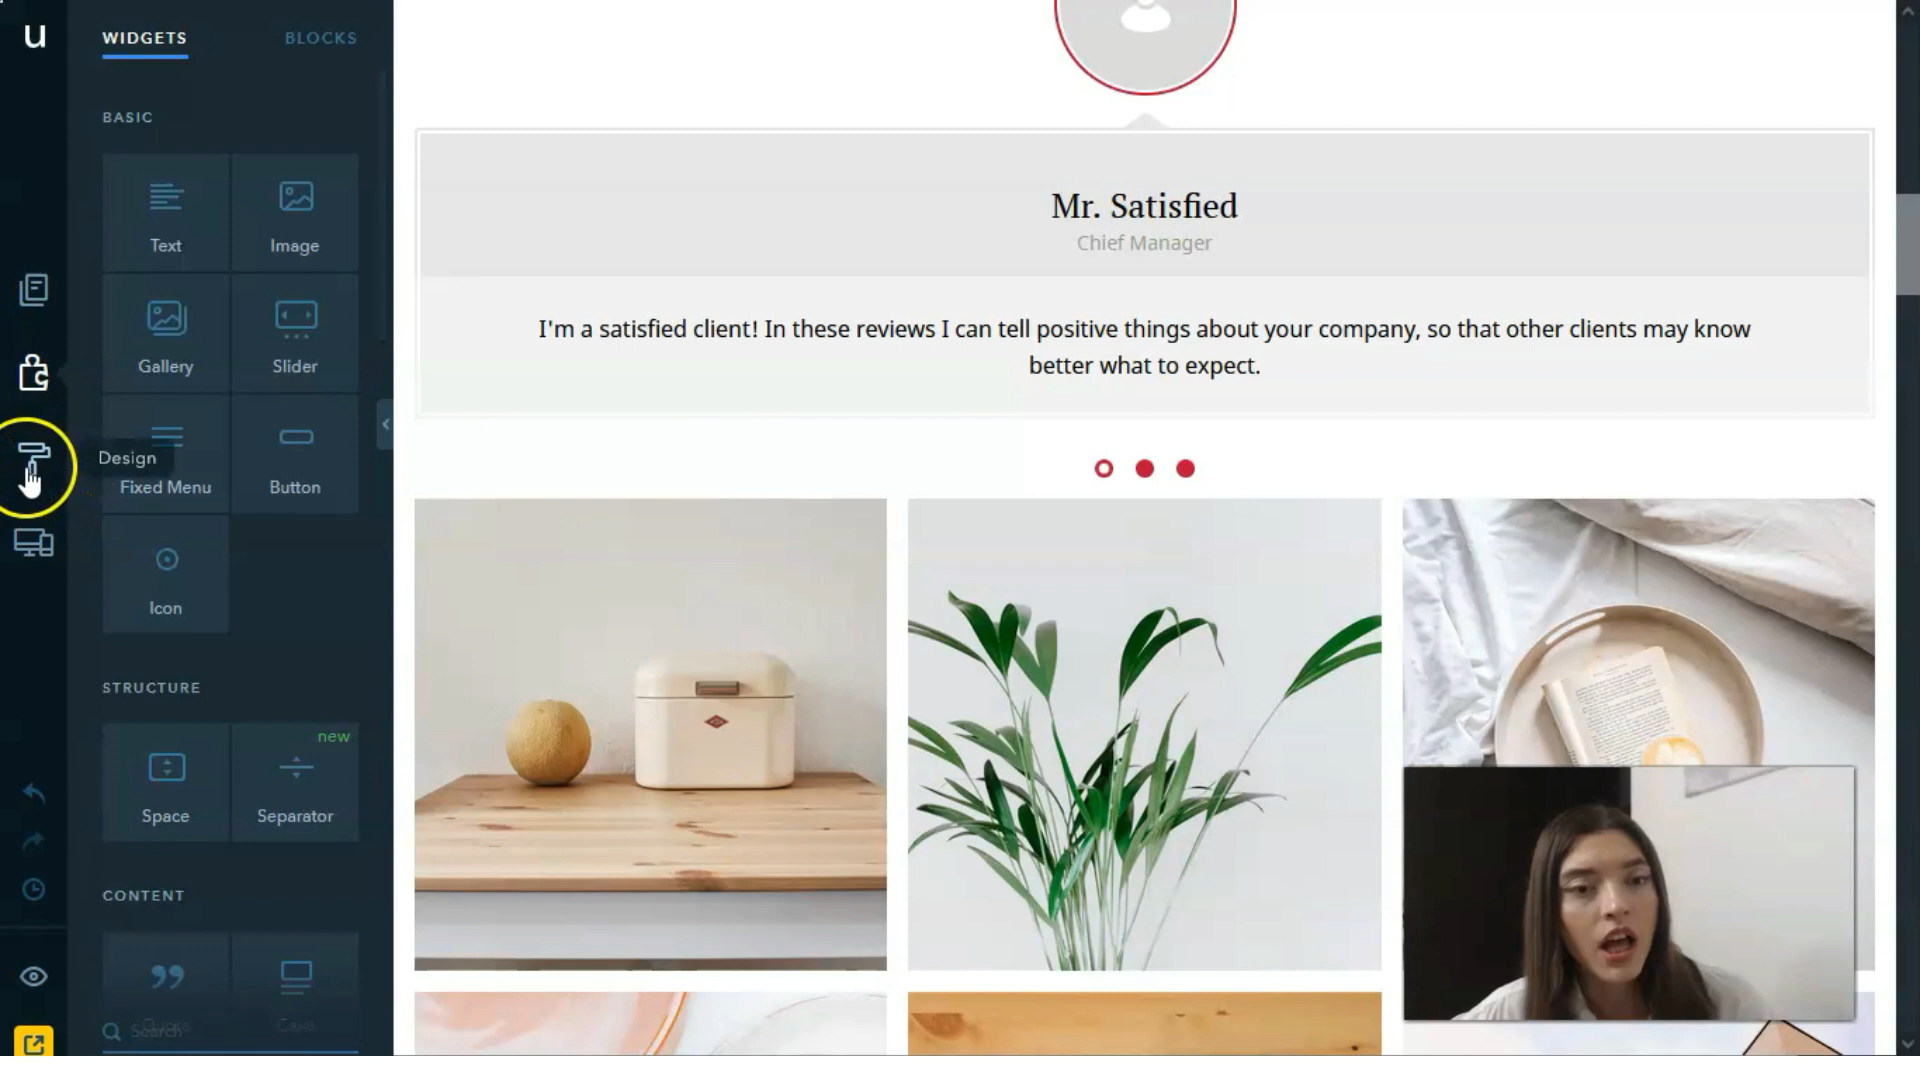 u
WIDGETS
BLOCKS
BASIC
Text
Image
Gallery
Slider
Design
Fixed Menu
Button
Icon
STRUCTURE
new
Space
Separator
CONTENT
Search
Mr. Satisfied
Chief Manager
I'm a satisfied client! In these reviews I can tell positive things about your company, so that other clients may know
better what to expect.